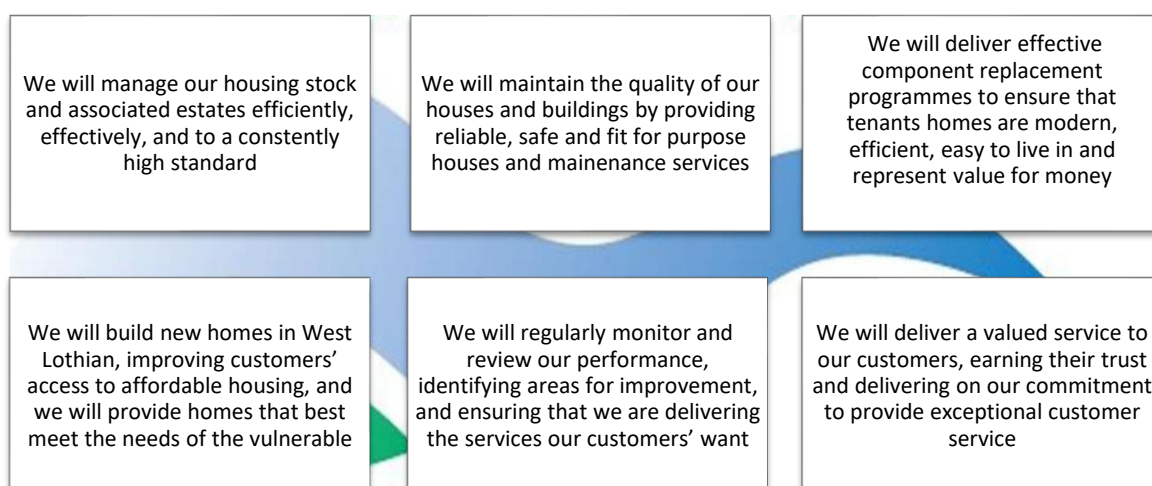 We will manage our housing stock
and associated estates efficiently,
effectively, and to a constently
high standard
We will maintain the quality of our
houses and buildings by providing
reliable, safe and fit for purpose
houses and mainenance services
We will deliver effective
component replacement
programmes to ensure that
tenants homes are modern,
efficient, easy to live in and
represent value for money
We will build new homes in West
Lothian, improving customers’
access to affordable housing, and
we will provide homes that best
meet the needs of the vulnerable
We will regularly monitor and
review our performance,
identifying areas for improvement,
and ensuring that we are delivering
the services our customers’ want
We will deliver a valued service to
our customers, earning their trust
and delivering on our commitment
to provide exceptional customer
service